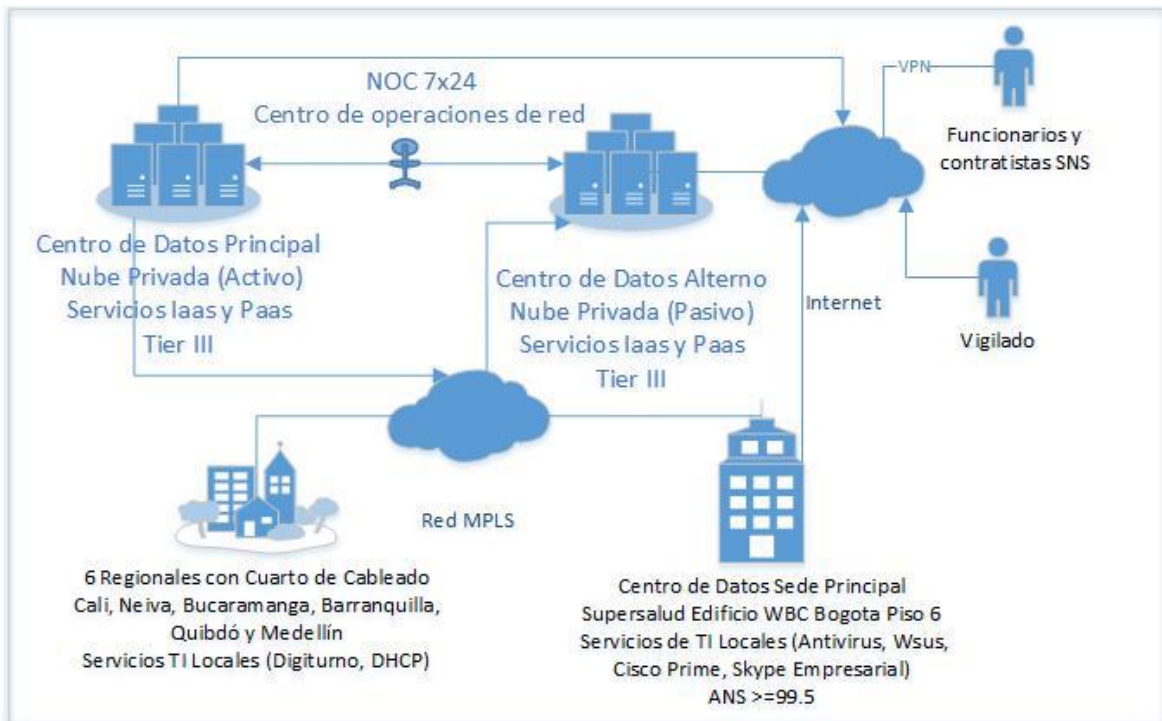 NOC 7x24
Centro de operaciones de red
VPN
Funcionarios y
contratistas SNS
Centro de Datos Principal
Nube Privada (Activo)
Servicios Iaas y Paas
Tier III
Centro de Datos Alterno
Nube Privada (Pasivo)
Servicios Iaas y Paas
Tier III
Internet
Vigilado
Red MPLS
6 Regionales con Cuarto de Cableado
Cali, Neiva, Bucaramanga, Barranquilla,
Quibdó y Medellín
Servicios TI Locales (Digiturno, DHCP)
Centro de Datos Sede Principal
Supersalud Edificio WBC Bogota Piso 6
Servicios de TI Locales (Antivirus, Wsus,
Cisco Prime, Skype Empresarial)
ANS >=99.5